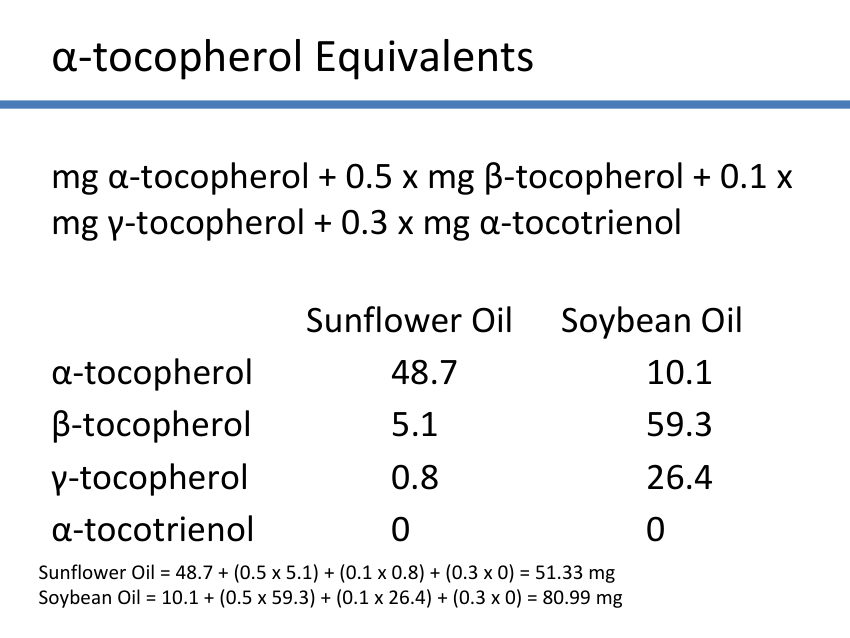 α-tocopherol Equivalents
mg α-tocopherol + 0.5 x mg β-tocopherol + 0.1 x
mg γ-tocopherol + 0.3 x mg α-tocotrienol
Sunflower Oil Soybean Oil
α-tocopherol 48.7 10.1
β-tocopherol 5.1 59.3
γ-tocopherol 0.8 26.4
α-tocotrienol 0 0
Sunflower Oil = 48.7 + (0.5 x 5.1) + (0.1 x 0.8) + (0.3 x 0) = 51.33 mg
Soybean Oil = 10.1 + (0.5 x 59.3) + (0.1 x 26.4) + (0.3 x 0) = 80.99 mg